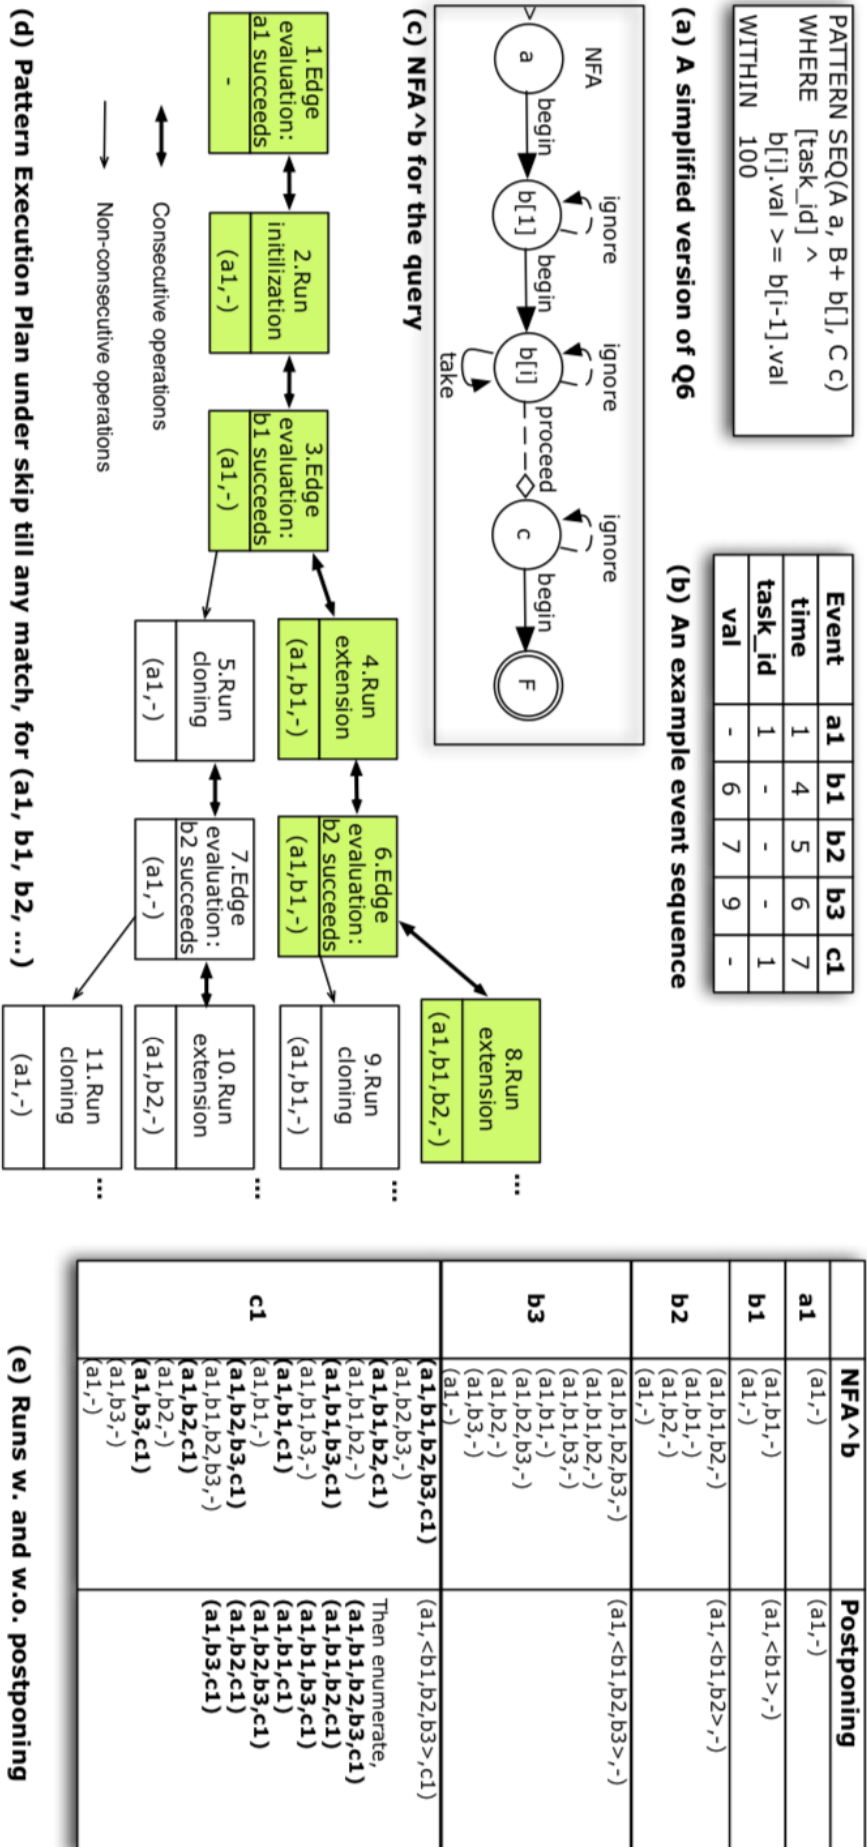 PATTERN SEQ(A a, B+ b[], C c)
WHERE [task_id] ^
b[i].val >= b[i-1].val
WITHIN 100
(a) A simplified version of Q6
Event a1 b1 b2 b3 c1
time 1 4 5 6 7
task_id 1 - - - 1
val - 6 7 9 -
(b) An example event sequence
NFA
ignore ignore ignore
begin begin proceed begin
a b[1] b[i] c F
take
(c) NFA^b for the query
1.Edge
evaluation:
a1 succeeds
-
2.Run
initilization
(a1,-)
3.Edge
evaluation:
b1 succeeds
(a1,-)
4.Run
extension
(a1,b1,-)
5.Run
cloning
(a1,-)
6.Edge
evaluation:
b2 succeeds
(a1,b1,-)
7.Edge
evaluation:
b2 succeeds
(a1,-)
8.Run
extension
(a1,b1,b2,-)
...
9.Run
cloning
(a1,b1,-)
...
10.Run
extension
(a1,b2,-)
...
11.Run
cloning
(a1,-)
...
Consecutive operations
Non-consecutive operations
(d) Pattern Execution Plan under skip till any match, for (a1, b1, b2, ...)
NFA^b Postponing
a1 (a1,-) (a1,-)
b1 (a1,b1,-) (a1,<b1>,-)
(a1,-)
b2 (a1,b1,b2,-) (a1,<b1,b2>,-)
(a1,b1,-)
(a1,b2,-)
(a1,-)
b3 (a1,b1,b2,b3,-) (a1,<b1,b2,b3>,-)
(a1,b1,b2,-)
(a1,b1,b3,-)
(a1,b1,-)
(a1,b2,b3,-)
(a1,b2,-)
(a1,b3,-)
(a1,-)
c1 (a1,b1,b2,b3,c1) (a1,<b1,b2,b3>,c1)
(a1,b2,b3,-)
(a1,b1,b2,c1) Then enumerate,
(a1,b1,b2,-) (a1,b1,b2,b3,c1)
(a1,b1,b3,c1) (a1,b1,b2,c1)
(a1,b1,b3,-) (a1,b1,b3,c1)
(a1,b1,c1) (a1,b1,c1)
(a1,b1,-) (a1,b2,b3,c1)
(a1,b2,b3,c1) (a1,b2,c1)
(a1,b1,b2,b3,-) (a1,b3,c1)
(a1,b2,c1)
(a1,b2,-)
(a1,b3,c1)
(a1,b3,-)
(a1,-)
(e) Runs w. and w.o. postponing